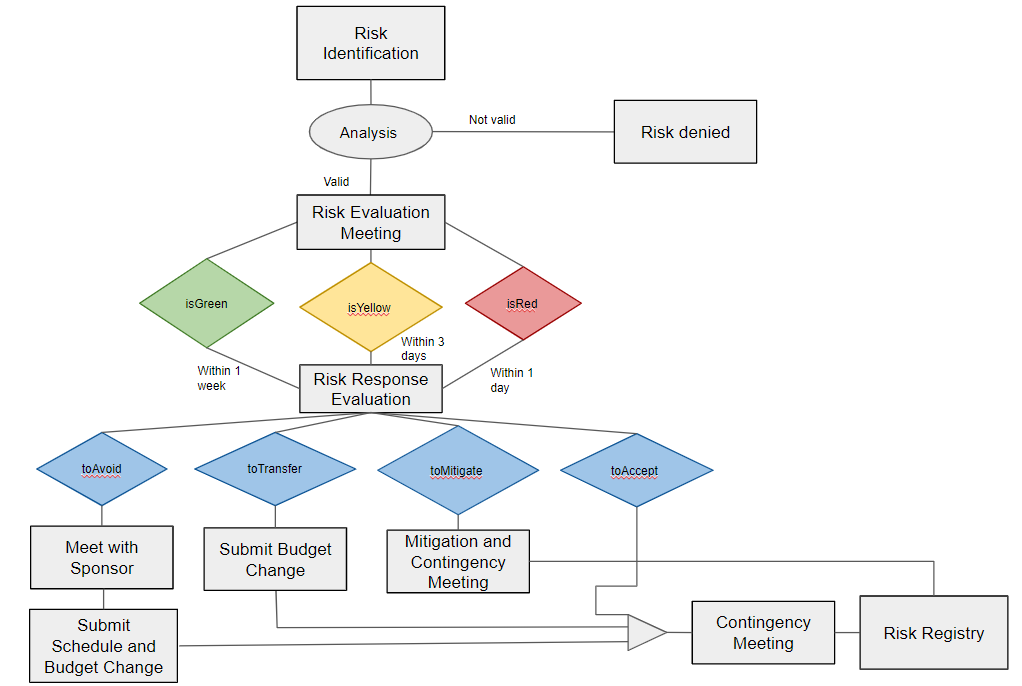 Risk
Identification
Analysis
Not valid
Risk denied
Valid
Risk Evaluation
Meeting
isGreen
isYellow
isRed
Within 3
days
Within 1
week
Within 1
day
Risk Response
Evaluation
toAvoid
toTransfer
toMitigate
toAccept
Meet with
Sponsor
Submit Budget
Change
Mitigation and
Contingency
Meeting
Submit
Schedule and
Budget Change
Contingency
Meeting
Risk Registry